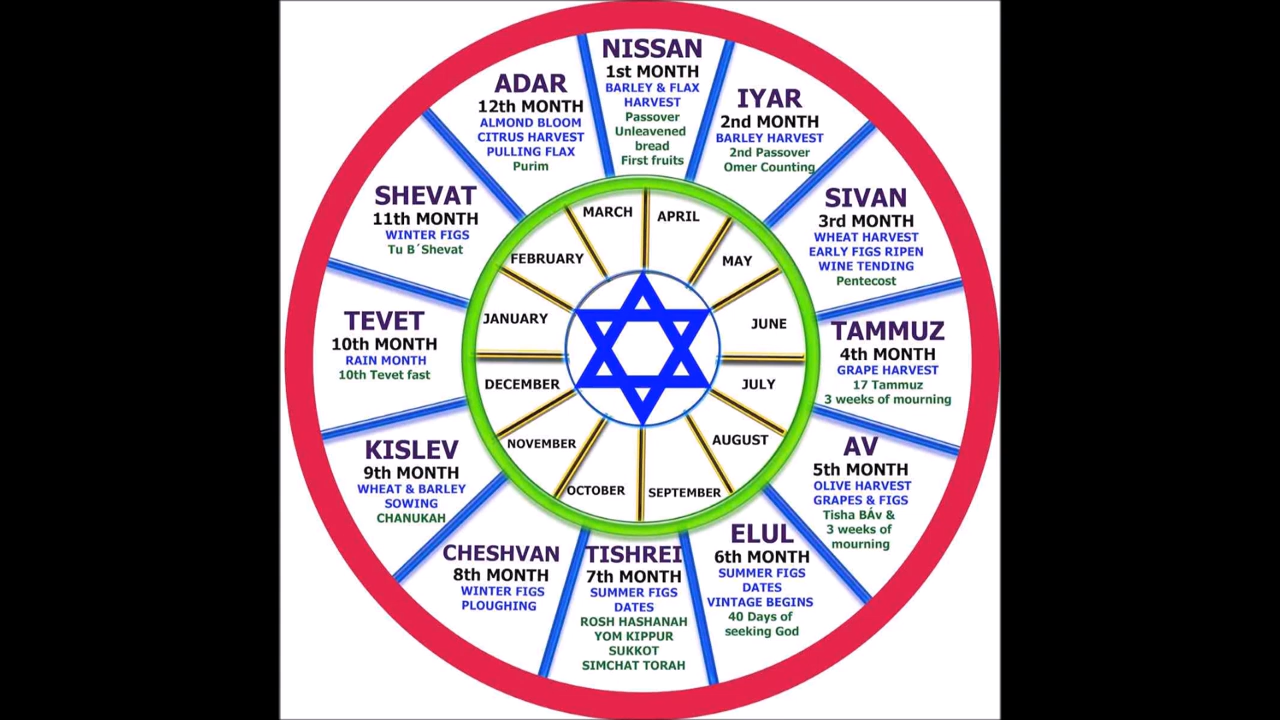 NISSAN
1st MONTH
BARLEY & FLAX
HARVEST
Passover
Unleavened
bread
First fruits
IYAR
2nd MONTH
BARLEY HARVEST
2nd Passover
Omer Counting
SIVAN
3rd MONTH
WHEAT HARVEST
EARLY FIGS RIPEN
WINE TENDING
Pentecost
TAMMUZ
4th MONTH
GRAPE HARVEST
17 Tammuz
3 weeks of mourning
AV
5th MONTH
OLIVE HARVEST
GRAPES & FIGS
Tisha BÁv &
3 weeks of
mourning
ELUL
6th MONTH
SUMMER FIGS
DATES
VINTAGE BEGINS
40 Days of
seeking God
TISHREI
7th MONTH
SUMMER FIGS
DATES
ROSH HASHANAH
YOM KIPPUR
SUKKOT
SIMCHAT TORAH
CHESHVAN
8th MONTH
WINTER FIGS
PLOUGHING
KISLEV
9th MONTH
WHEAT & BARLEY
SOWING
CHANUKAH
TEVET
10th MONTH
RAIN MONTH
10th Tevet fast
SHEVAT
11th MONTH
WINTER FIGS
Tu B´Shevat
ADAR
12th MONTH
ALMOND BLOOM
CITRUS HARVEST
PULLING FLAX
Purim
MARCH
APRIL
MAY
JUNE
JULY
AUGUST
SEPTEMBER
OCTOBER
NOVEMBER
DECEMBER
JANUARY
FEBRUARY